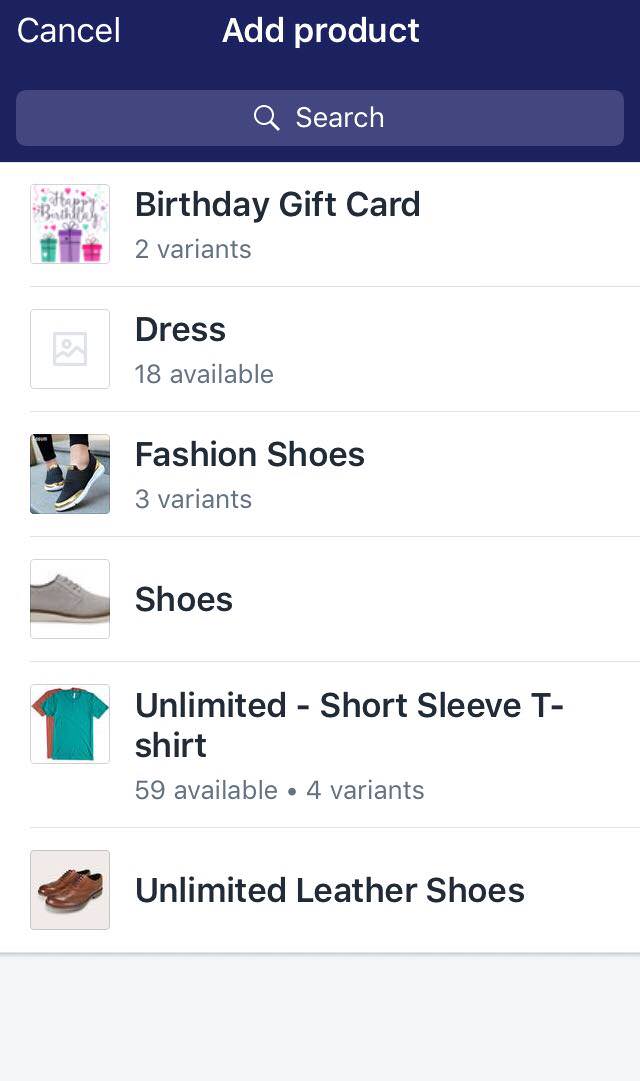 Cancel
Add product
Search
Happy
Birthday
Birthday Gift Card
2 variants
Dress
18 available
Fashion Shoes
3 variants
Shoes
Unlimited - Short Sleeve T-
shirt
59 available • 4 variants
Unlimited Leather Shoes